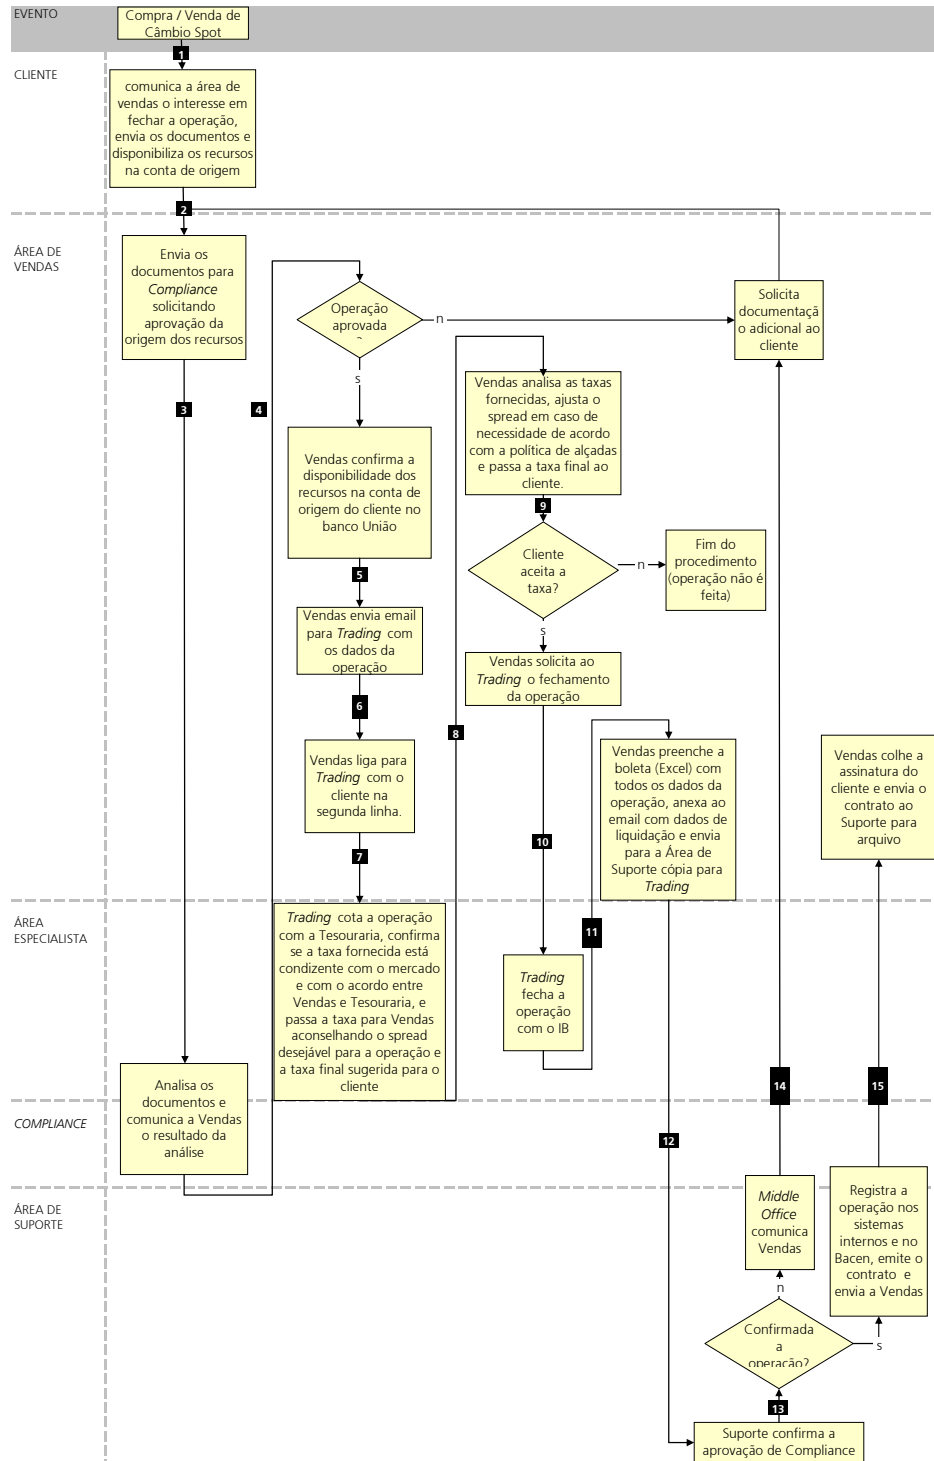 EVENTO
Compra / Venda de
Câmbio Spot
1
CLIENTE
comunica a área de
vendas o interesse em
fechar a operação,
envia os documentos e
disponibiliza os recursos
na conta de origem
2
ÁREA DE
VENDAS
Envia os
documentos para
Compliance
solicitando
aprovação da
origem dos recursos
3
4
Operação
aprovada
?
n
s
Solicita
documentaçã
o adicional ao
cliente
Vendas confirma a
disponibilidade dos
recursos na conta de
origem do cliente no
banco União
5
Vendas envia email
para Trading com
os dados da
operação
6
Vendas liga para
Trading com o
cliente na
segunda linha.
7
8
Vendas analisa as taxas
fornecidas, ajusta o
spread em caso de
necessidade de acordo
com a política de alçadas
e passa a taxa final ao
cliente.
9
Cliente
aceita a
taxa?
n
Fim do
procedimento
(operação não é
feita)
s
Vendas solicita ao
Trading o fechamento
da operação
10
11
Vendas preenche a
boleta (Excel) com
todos os dados da
operação, anexa ao
email com dados de
liquidação e envia
para a Área de
Suporte cópia para
Trading
Vendas colhe a
assinatura do
cliente e envia o
contrato ao
Suporte para
arquivo
ÁREA
ESPECIALISTA
Trading cota a operação
com a Tesouraria, confirma
se a taxa fornecida está
condizente com o mercado
e com o acordo entre
Vendas e Tesouraria, e
passa a taxa para Vendas
aconselhando o spread
desejável para a operação e
a taxa final sugerida para o
cliente
Trading
fecha a
operação
com o IB
14
15
COMPLIANCE
Analisa os
documentos e
comunica a Vendas
o resultado da
análise
12
ÁREA DE
SUPORTE
Middle
Office
comunica
Vendas
Registra a
operação nos
sistemas
internos e no
Bacen, emite o
contrato e
envia a Vendas
n
Confirmada
a
operação?
s
13
Suporte confirma a
aprovação de Compliance